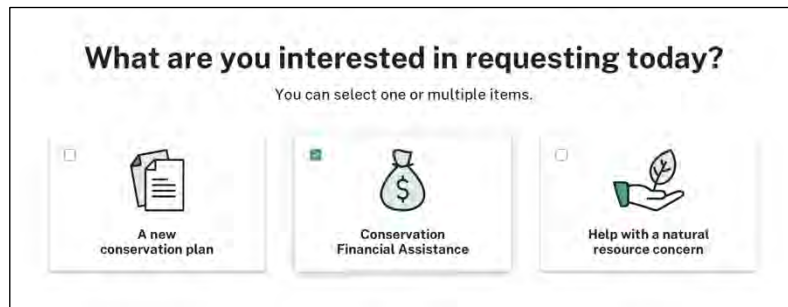 What are you interested in requesting today?
You can select one or multiple items.
A new
conservation plan
$
Conservation
Financial Assistance
Help with a natural
resource concern